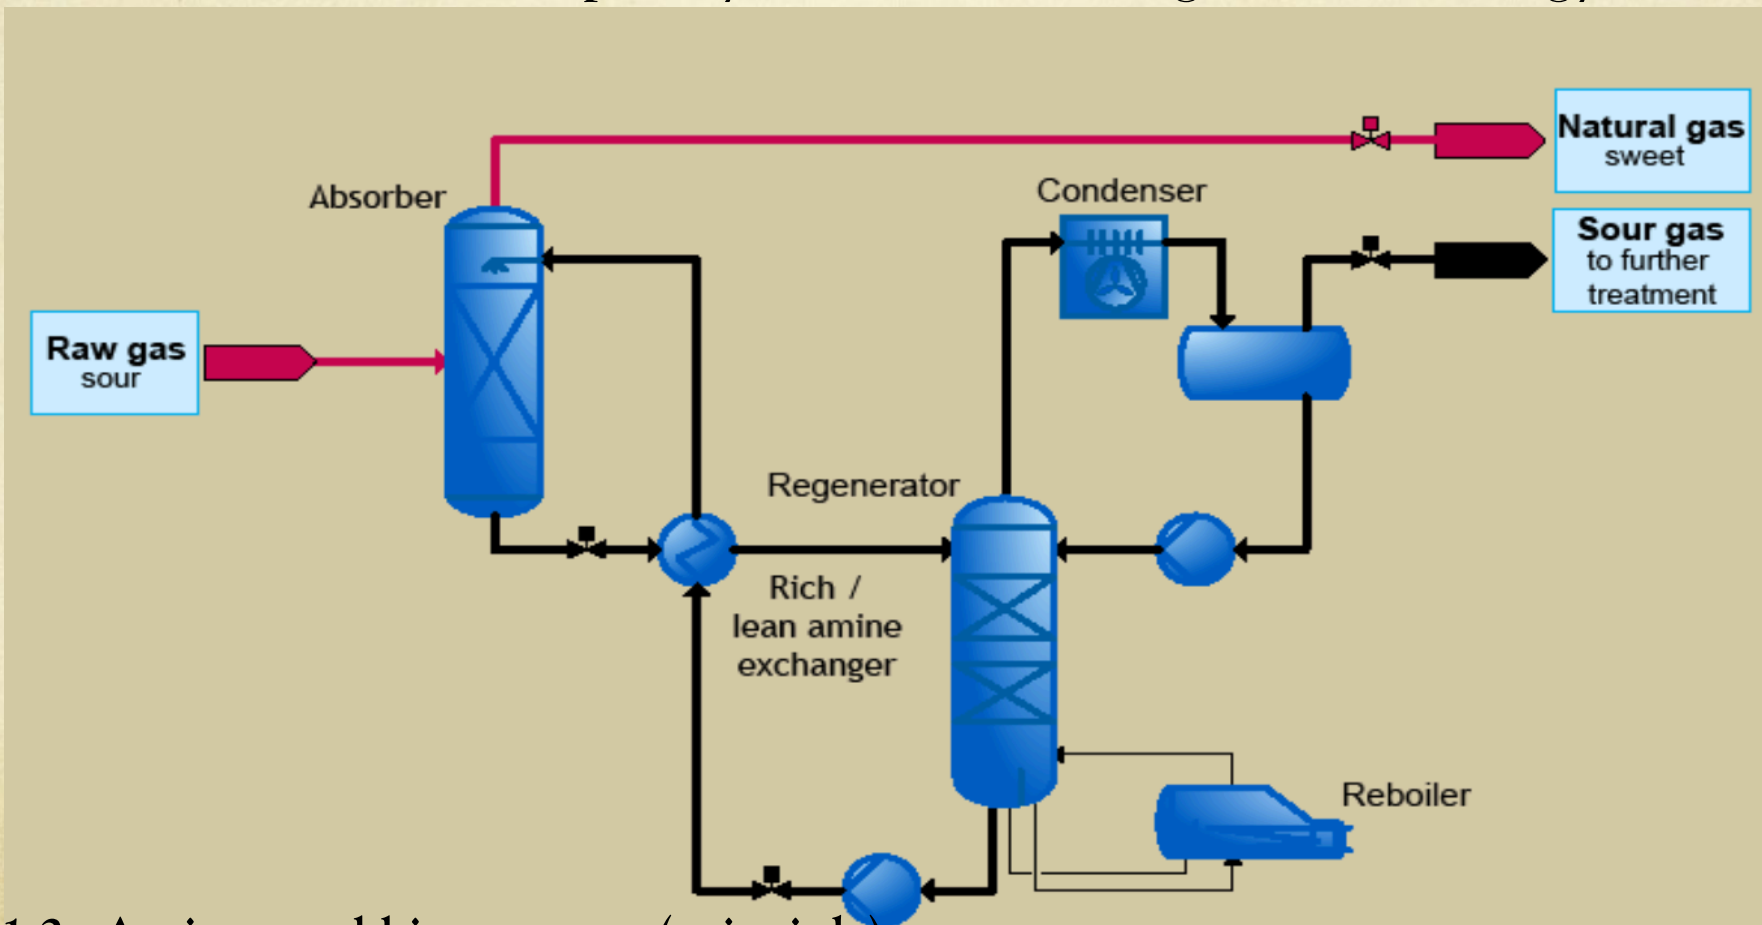 Natural gas
sweet
Absorber
Condenser
Sour gas
to further
treatment
Raw gas
sour
Regenerator
Rich /
lean amine
exchanger
Reboiler